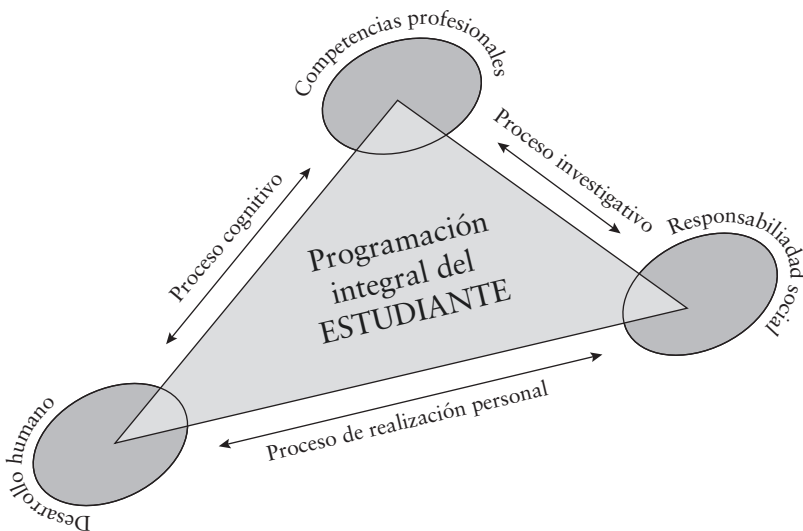 Competencias profesionales
Proceso cognitivo
Proceso investigativo
Responsabiliadad social
Programación
integral del
ESTUDIANTE
Proceso de realización personal
Desarrollo humano